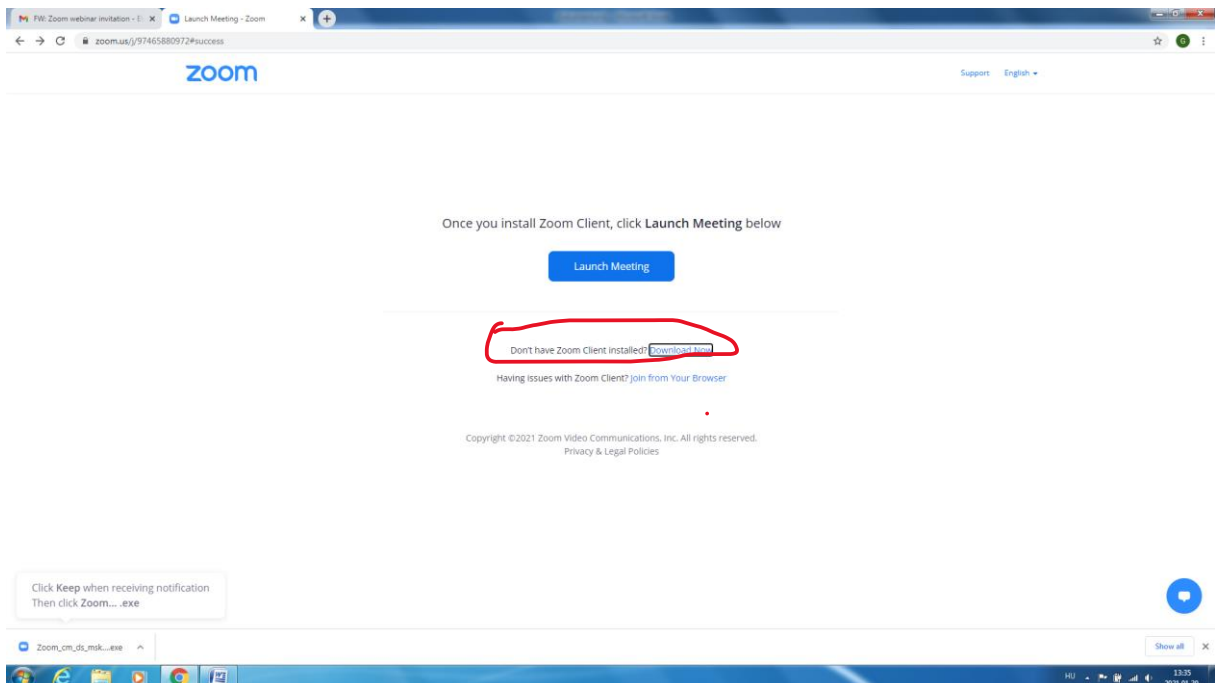 FW: Zoom webinar invitation - E
Launch Meeting - Zoom
zoom.us/j/97465880972#success
G
zoom
Support English
Once you install Zoom Client, click Launch Meeting below
Launch Meeting
Don't have Zoom Client installed? Download Now
Having issues with Zoom Client? Join from Your Browser
Copyright ©2021 Zoom Video Communications, Inc. All rights reserved.
Privacy & Legal Policies
Click Keep when receiving notification
Then click Zoom... .exe
Zoom_cm_ds_msk....exe
Show all
HU
13:35